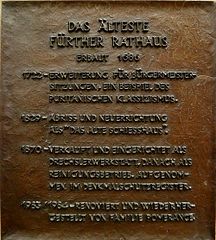 DAS ÄLTESTE
FÜRTHER RATHAUS
ERBAUT 1686
1722 – ERWEITERUNG FÜR BÜRGERMEISTER-
SITZUNGEN. EIN BEISPIEL DES
PURITANISCHEN KLASSIZISMUS.
1829 – ABRISS UND NEUERRICHTUNG
ALS "DAS ALTE SCHIESSHAUS".
1870 – VERKAUFT UND EINGERICHTET ALS
DRECHSLERWERKSTATT, DANACH ALS
REINIGUNGSBETRIEB. AUFGENOM-
MEN IM DENKMALSCHUTZREGISTER.
1983-1984 – RENOVIERT UND WIEDERHER-
GESTELLT VON FAMILIE POMERANCE.